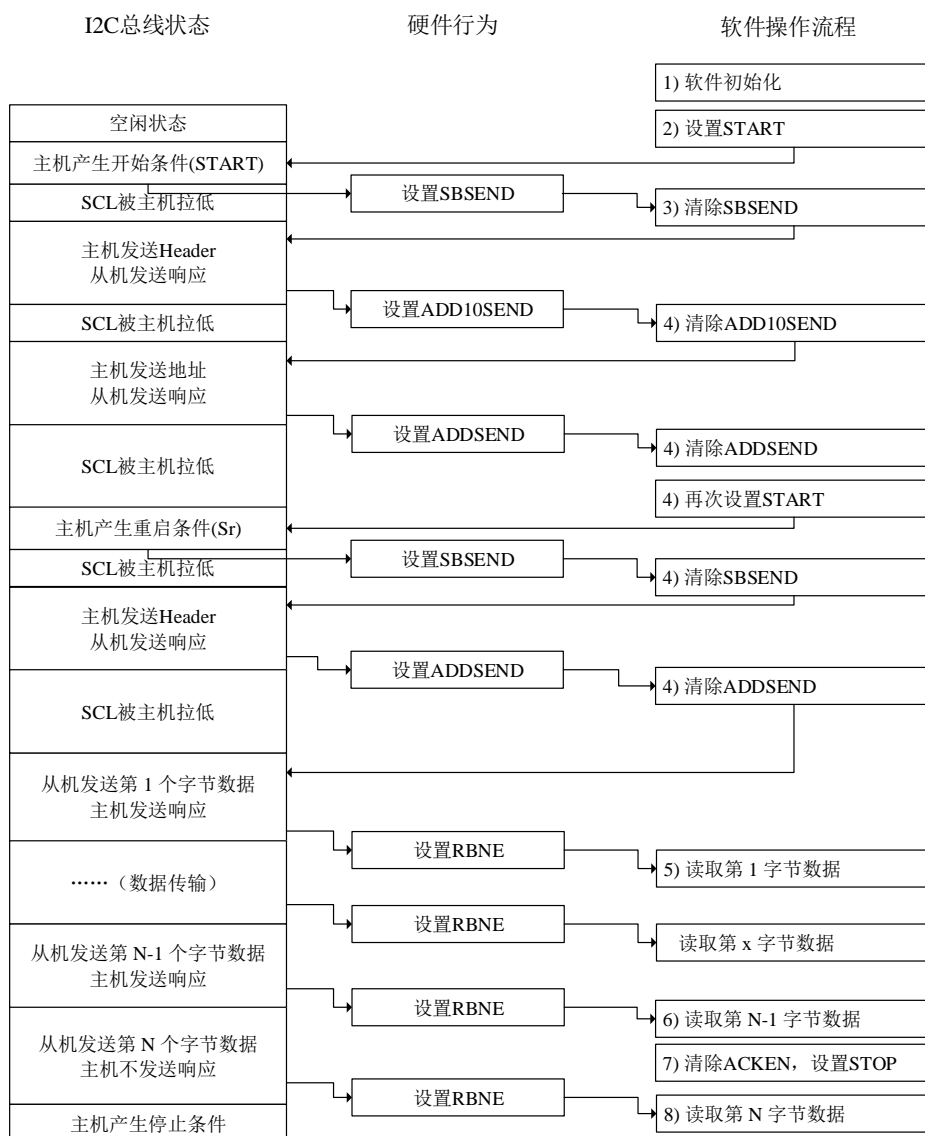 I2C总线状态
硬件行为
软件操作流程
1) 软件初始化
空闲状态
2) 设置START
主机产生开始条件(START)
设置SBSEND
SCL被主机拉低
3) 清除SBSEND
主机发送Header
从机发送响应
设置ADD10SEND
SCL被主机拉低
4) 清除ADD10SEND
主机发送地址
从机发送响应
设置ADDSEND
4) 清除ADDSEND
SCL被主机拉低
4) 再次设置START
主机产生重启条件(Sr)
设置SBSEND
SCL被主机拉低
4) 清除SBSEND
主机发送Header
从机发送响应
设置ADDSEND
4) 清除ADDSEND
SCL被主机拉低
从机发送第 1 个字节数据
主机发送响应
设置RBNE
5) 读取第 1 字节数据
……（数据传输）
设置RBNE
读取第 x 字节数据
从机发送第 N-1 个字节数据
主机发送响应
设置RBNE
6) 读取第 N-1 字节数据
从机发送第 N 个字节数据
主机不发送响应
7) 清除ACKEN，设置STOP
设置RBNE
8) 读取第 N 字节数据
主机产生停止条件